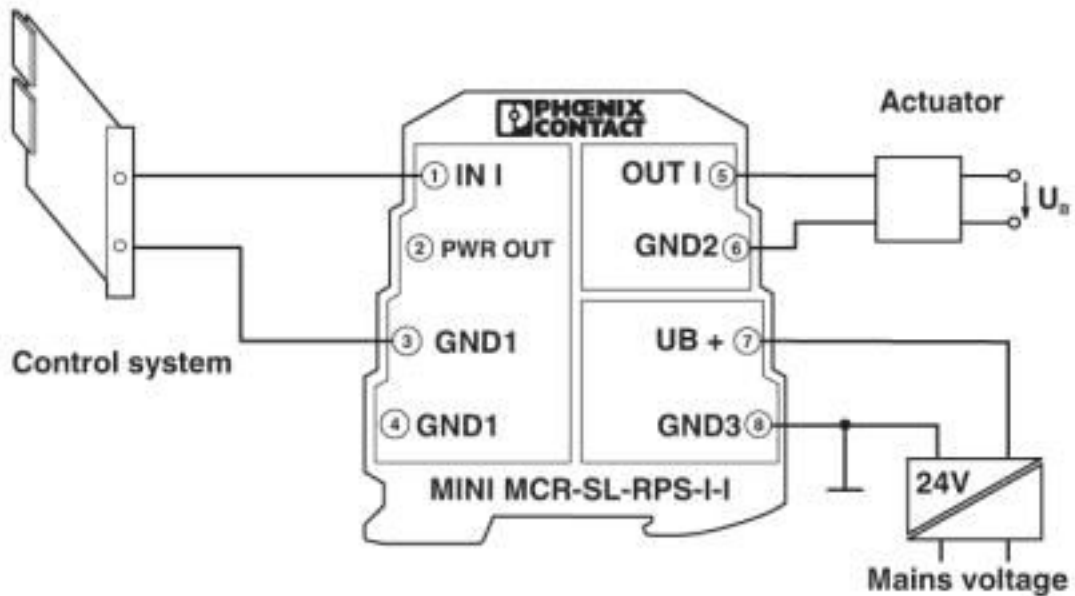 PHŒNIX
CONTACT
Actuator
1 IN I
OUT I 5
U
2 PWR OUT
GND2 6
3 GND1
UB + 7
Control system
4 GND1
GND3 8
24V
MINI MCR-SL-RPS-I-I
Mains voltage